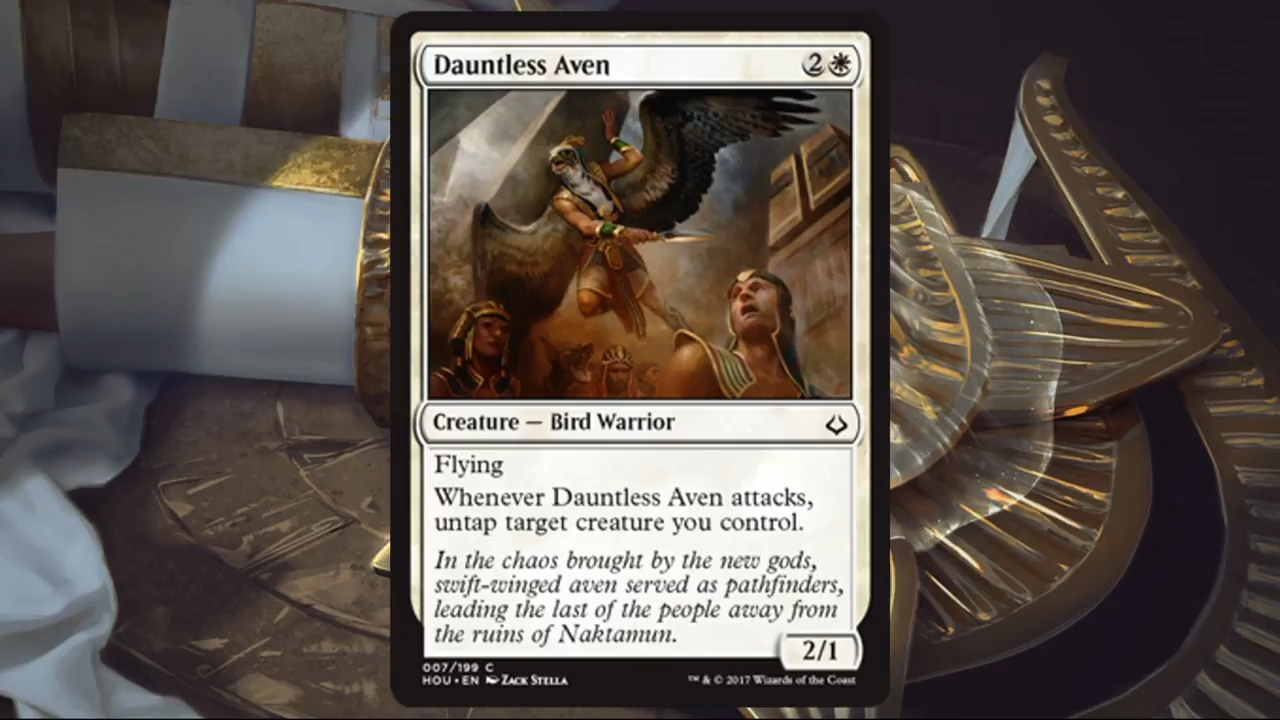 Dauntless Aven 2
Creature — Bird Warrior
Flying
Whenever Dauntless Aven attacks,
untap target creature you control.
In the chaos brought by the new gods,
swift-winged aven served as pathfinders,
leading the last of the people away from
the ruins of Naktamun.
2/1
007/199 C
HOU • EN Zack Stella
™ & © 2017 Wizards of the Coast